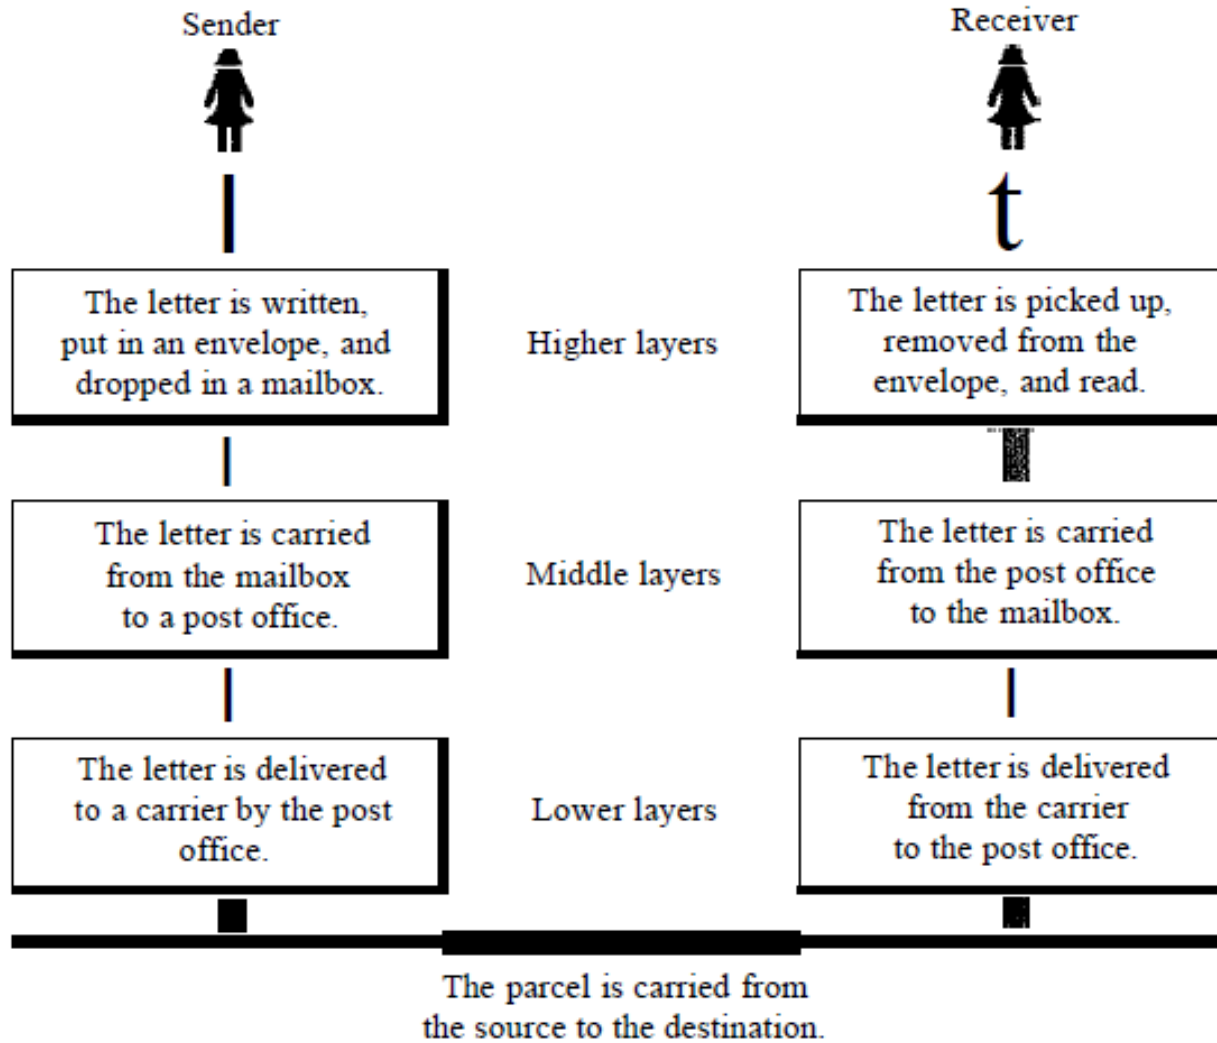 Sender
Receiver
t
The letter is written,
put in an envelope, and
dropped in a mailbox.
Higher layers
The letter is picked up,
removed from the
envelope, and read.
The letter is carried
from the mailbox
to a post office.
Middle layers
The letter is carried
from the post office
to the mailbox.
The letter is delivered
to a carrier by the post
office.
Lower layers
The letter is delivered
from the carrier
to the post office.
The parcel is carried from
the source to the destination.